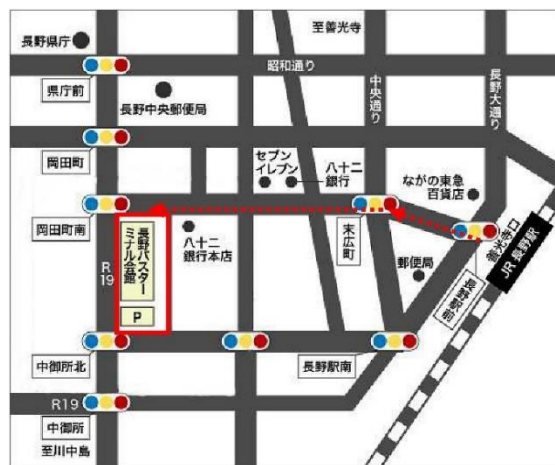 至善光寺
長野県庁
昭和通り
県庁前
中央通り
長野大通り
長野中央郵便局
岡田町
セブン
イレブン
八十二
銀行
ながの東急
百貨店
岡田町南
末広町
善光寺口
JR 長野駅
長野バスター
ミナル会館
八十二
銀行本店
郵便局
長野駅前
R
19
P
中御所北
長野駅南
R19
中御所
至川中島